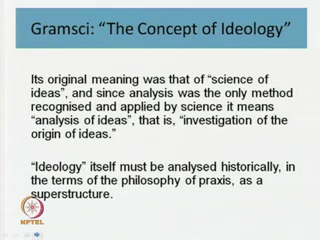 Gramsci: “The Concept of Ideology”
Its original meaning was that of “science of
ideas”, and since analysis was the only method
recognised and applied by science it means
“analysis of ideas”, that is, “investigation of the
origin of ideas.”
“Ideology” itself must be analysed historically, in
the terms of the philosophy of praxis, as a
superstructure.
NPTEL